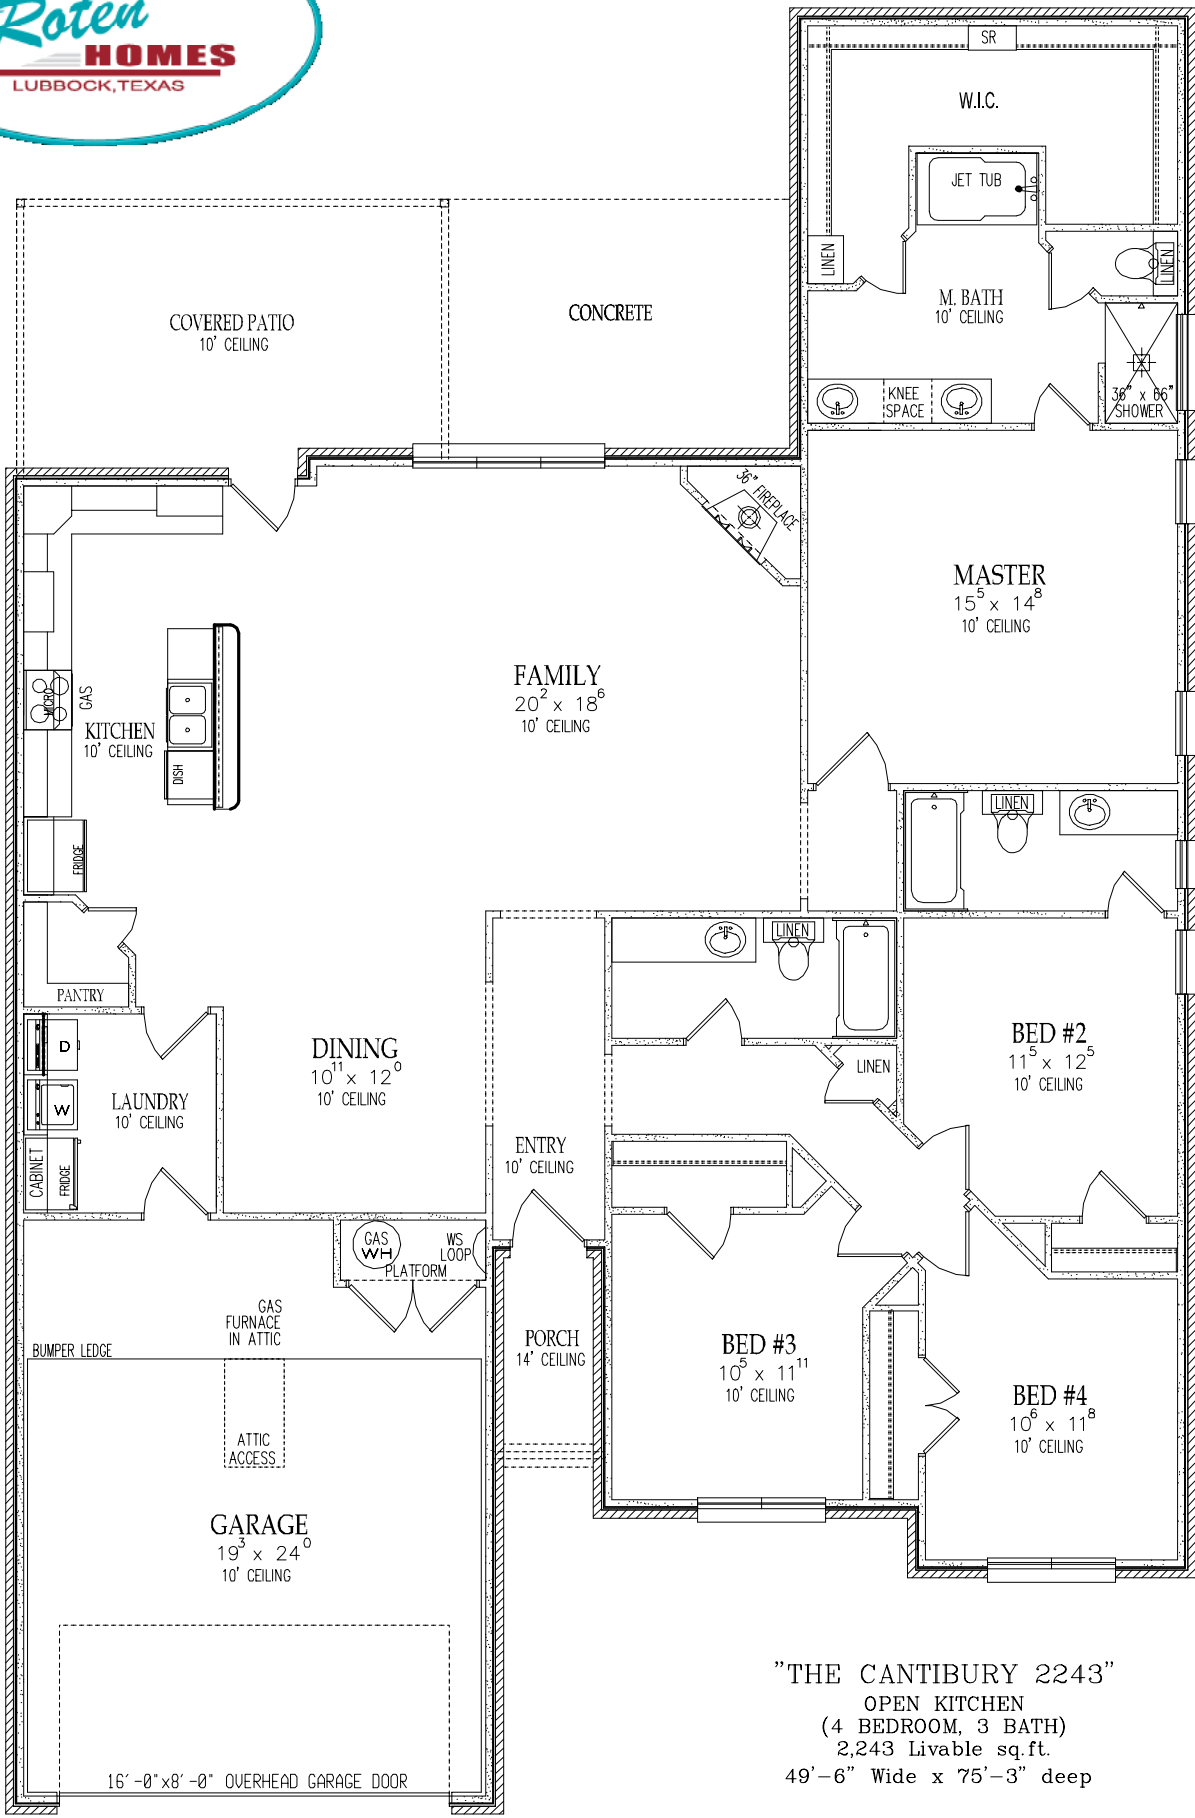 Roten
HOMES
LUBBOCK, TEXAS
SR
W.I.C.
JET TUB
LINEN
LINEN
M. BATH
10' CEILING
KNEE
SPACE
36" x 66"
SHOWER
COVERED PATIO
10' CEILING
CONCRETE
36" FIREPLACE
MASTER
15⁵ x 14⁸
10' CEILING
FAMILY
20² x 18⁶
10' CEILING
MICRO
GAS
KITCHEN
10' CEILING
DISH
FRIDGE
PANTRY
LINEN
LINEN
LINEN
BED #2
11⁵ x 12⁵
10' CEILING
DINING
10¹¹ x 12⁰
10' CEILING
D
W
LAUNDRY
10' CEILING
CABINET
FRIDGE
ENTRY
10' CEILING
GAS
WH
WS
LOOP
PLATFORM
GAS
FURNACE
IN ATTIC
BUMPER LEDGE
ATTIC
ACCESS
PORCH
14' CEILING
BED #3
10⁵ x 11¹¹
10' CEILING
BED #4
10⁶ x 11⁸
10' CEILING
GARAGE
19³ x 24⁰
10' CEILING
16'-0"x8'-0" OVERHEAD GARAGE DOOR
"THE CANTIBURY 2243"
OPEN KITCHEN
(4 BEDROOM, 3 BATH)
2,243 Livable sq.ft.
49'-6" Wide x 75'-3" deep